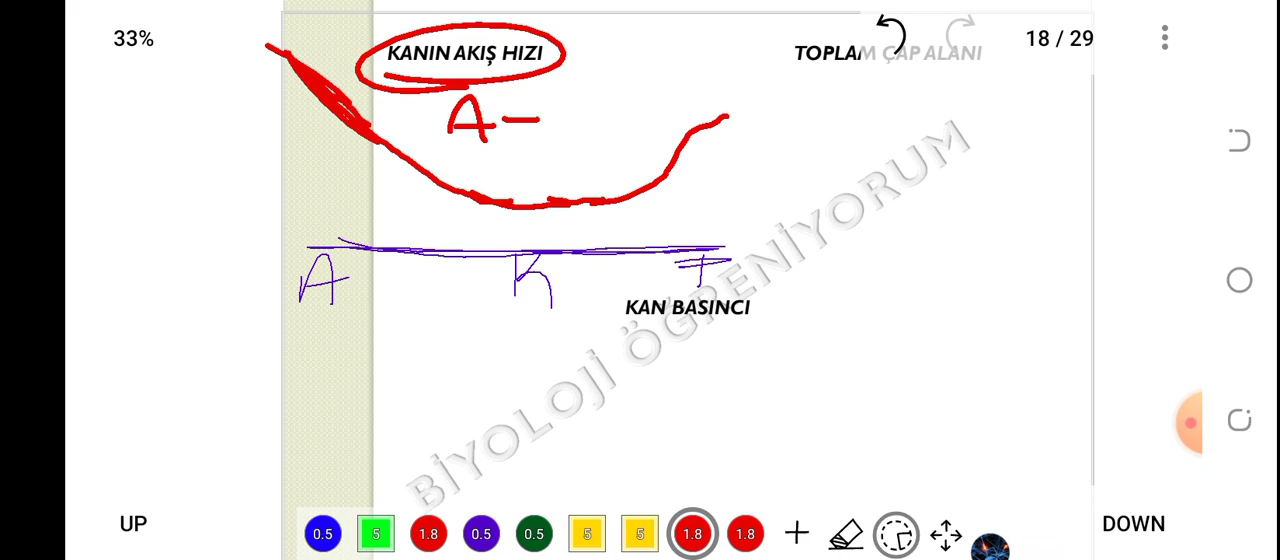 33%
KANIN AKIŞ HIZI
TOPLAM ÇAP ALANI
18 / 29
A -
A K T
KAN BASINCI
BİYOLOJİ ÖĞRENİYORUM
UP
0.5 5 1.8 0.5 0.5 5 5 1.8 1.8
DOWN